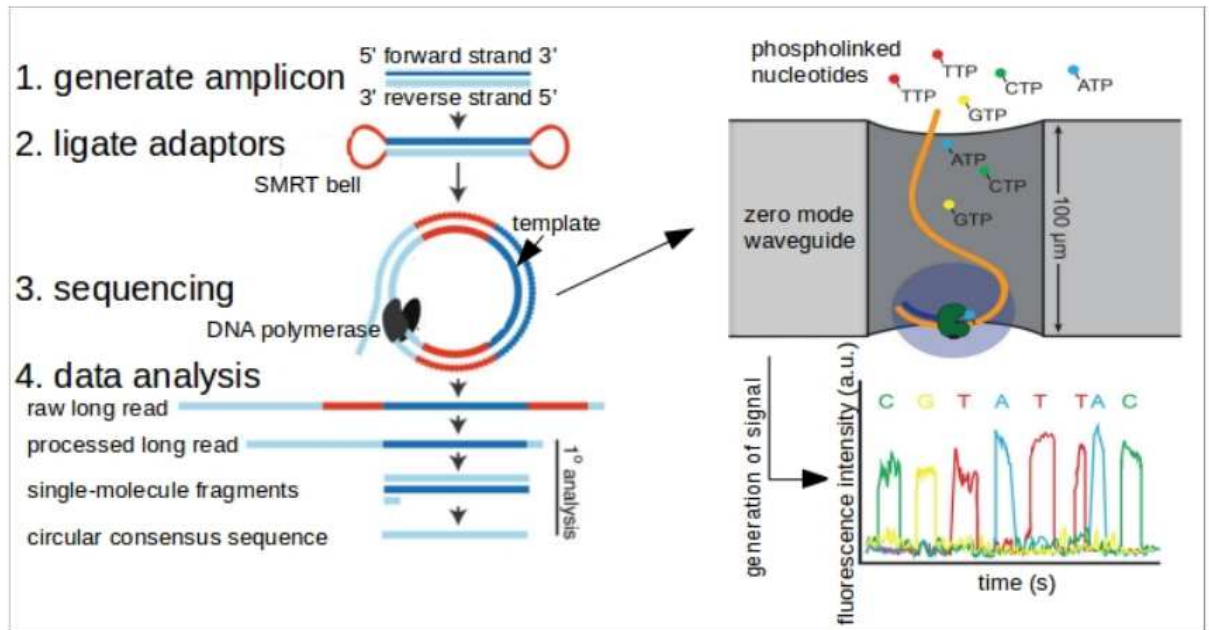 1. generate amplicon
5' forward strand 3'
3' reverse strand 5'
2. ligate adaptors
SMRT bell
template
3. sequencing
DNA polymerase
4. data analysis
raw long read
processed long read
single-molecule fragments
circular consensus sequence
1° analysis
phospholinked
nucleotides
TTP
TTP
CTP
ATP
GTP
ATP
CTP
GTP
zero mode
waveguide
100 µm
generation of signal
fluorescence intensity (a.u.)
C G T A T T A C
time (s)